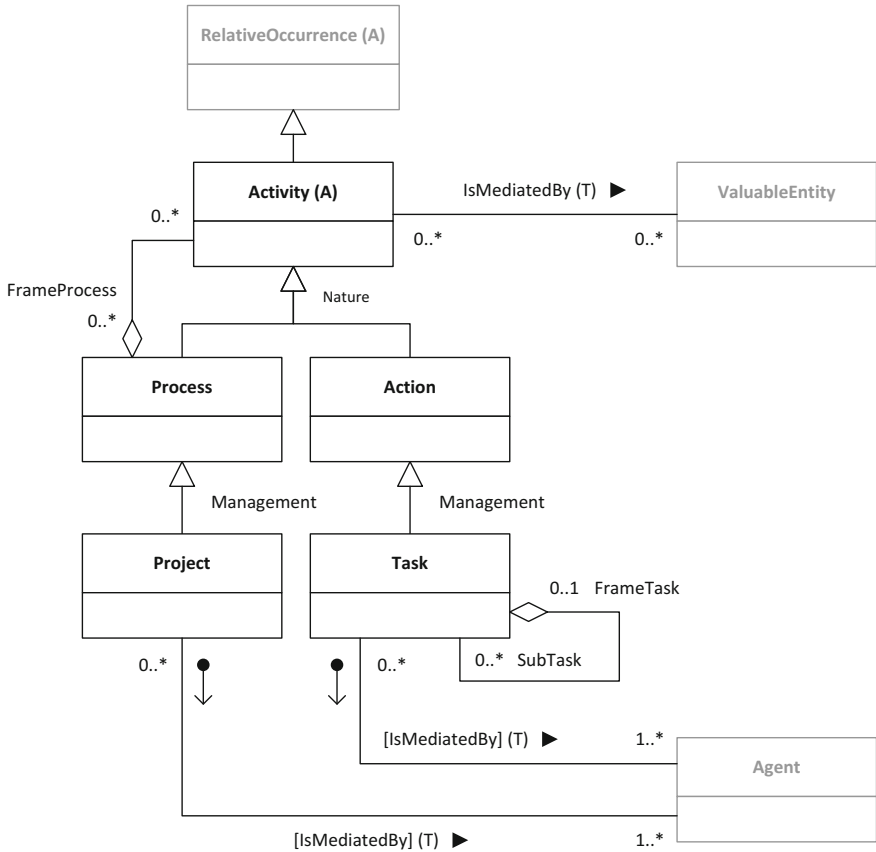 RelativeOccurrence (A)
Activity (A)
IsMediatedBy (T) ►
ValuableEntity
0..*
0..*
0..*
FrameProcess
0..*
Nature
Process
Action
Management
Management
Project
Task
0..1 FrameTask
0..*
0..*
0..* SubTask
[IsMediatedBy] (T) ►
1..*
Agent
[IsMediatedBy] (T) ►
1..*